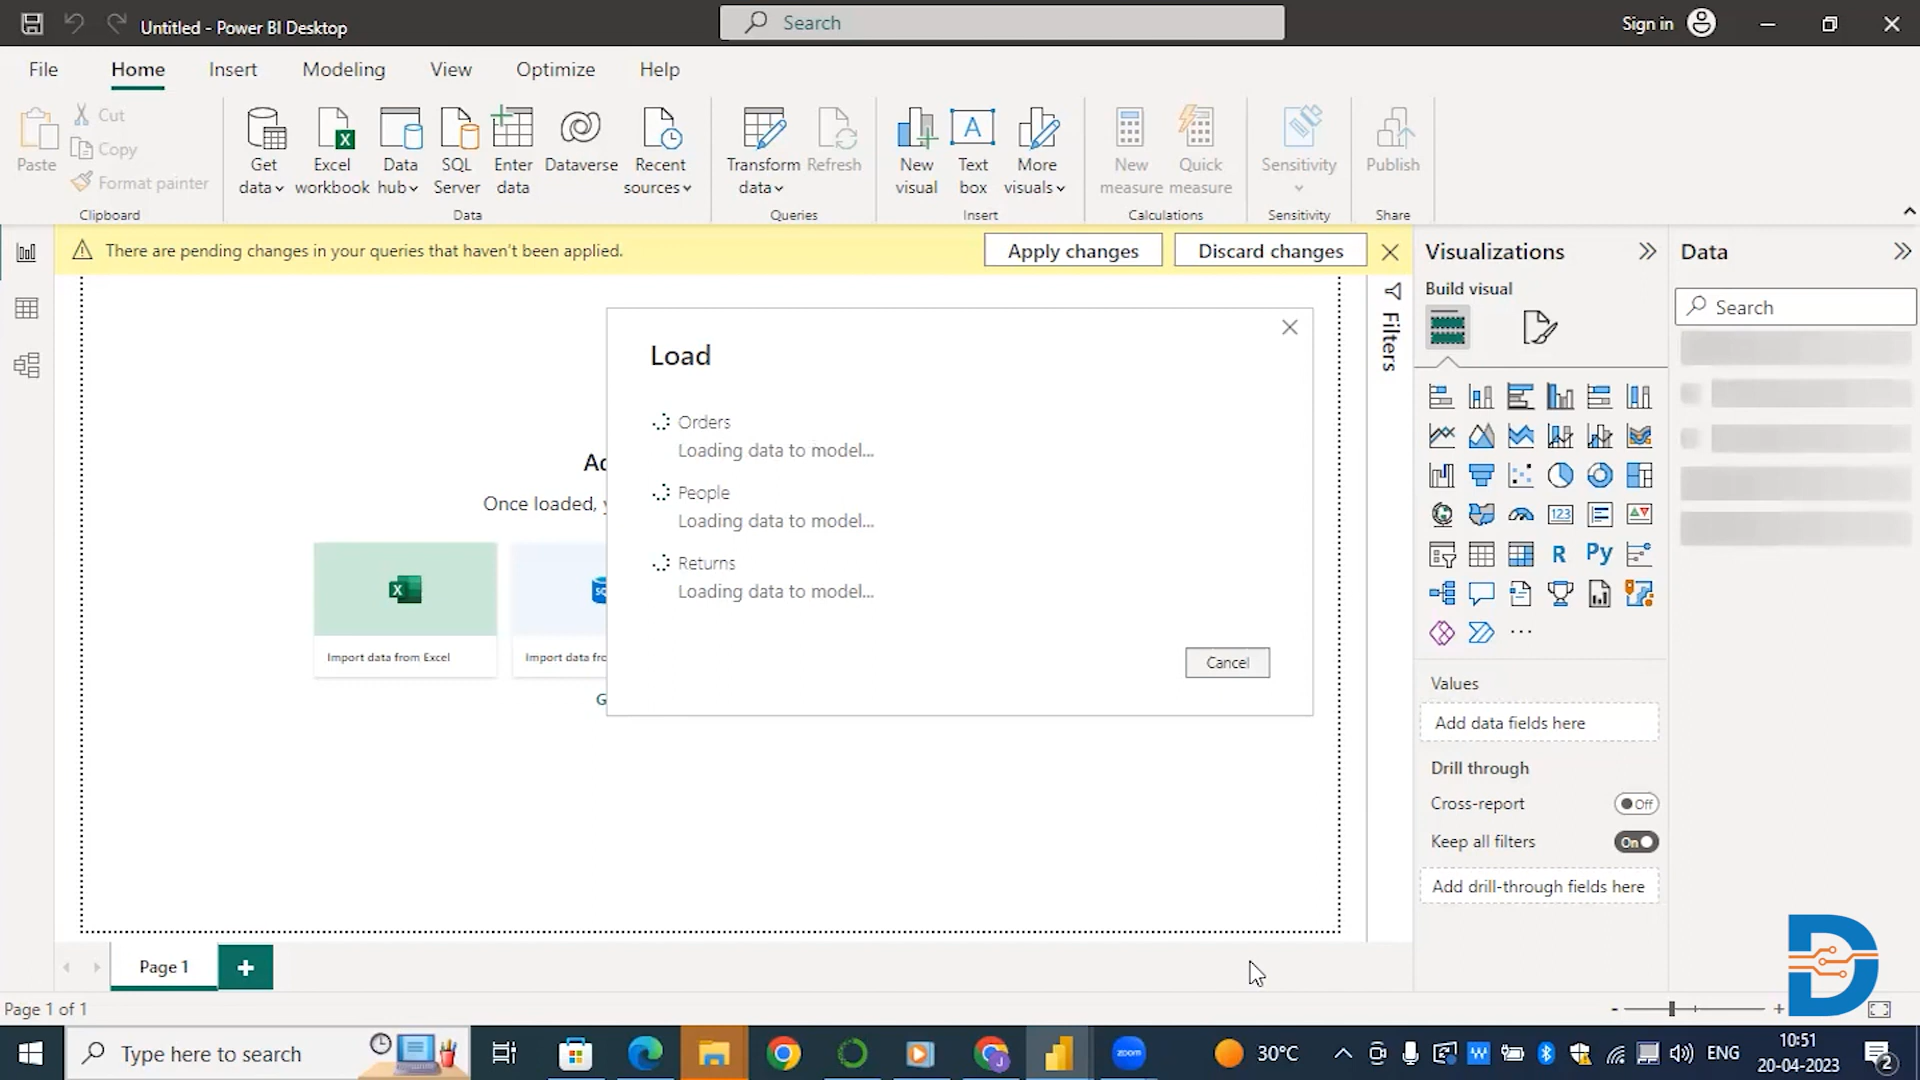 Untitled - Power BI Desktop
Search
Sign in
File
Home
Insert
Modeling
View
Optimize
Help
Paste
Cut
Copy
Format painter
Clipboard
Get
data
Excel
workbook
Data
hub
SQL
Server
Enter
data
Dataverse
Recent
sources
Data
Transform
data
Refresh
Queries
New
visual
Text
box
More
visuals
Insert
New
measure
Quick
measure
Calculations
Sensitivity
Sensitivity
Publish
Share
There are pending changes in your queries that haven't been applied.
Apply changes
Discard changes
Load
Orders
Loading data to model...
People
Loading data to model...
Returns
Loading data to model...
Cancel
Once loaded,
Import data from Excel
Import data
Filters
Visualizations
Build visual
123
R
Py
Values
Add data fields here
Drill through
Cross-report
Off
Keep all filters
On
Add drill-through fields here
Data
Search
Page 1
Page 1 of 1
D
Type here to search
zoom
30°C
ENG
10:51
20-04-2023
2